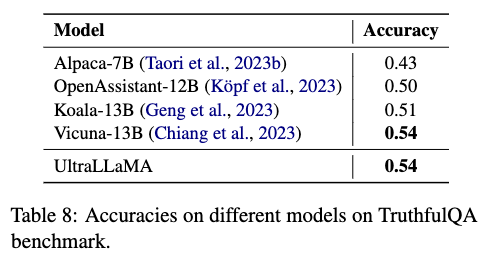 Model Accuracy
Alpaca-7B (Taori et al., 2023b) 0.43
OpenAssistant-12B (Köpf et al., 2023) 0.50
Koala-13B (Geng et al., 2023) 0.51
Vicuna-13B (Chiang et al., 2023) 0.54
UltraLLaMA 0.54
Table 8: Accuracies on different models on TruthfulQA
benchmark.